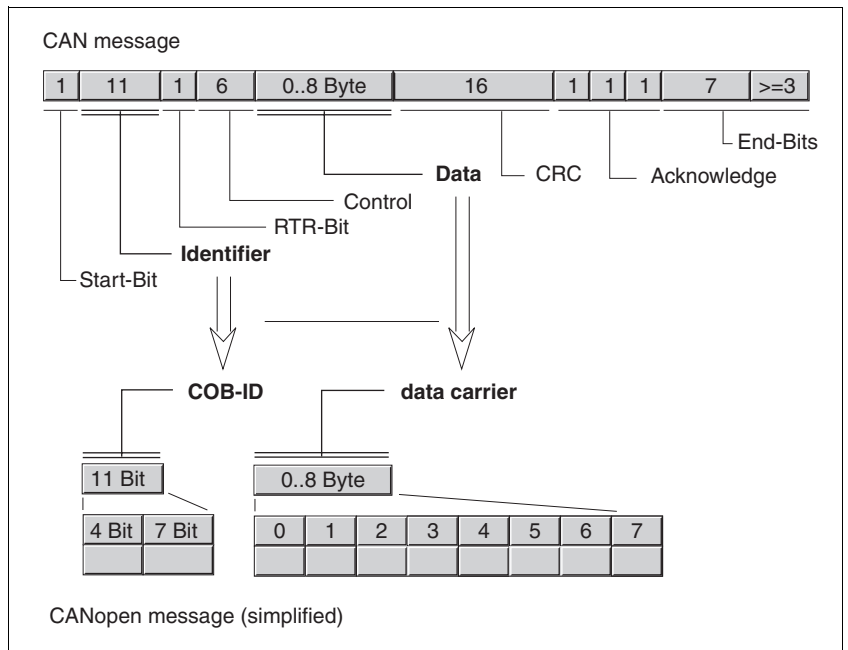 CAN message
1 11 1 6 0..8 Byte 16 1 1 1 7 >=3
End-Bits
Data CRC Acknowledge
Control
RTR-Bit
Identifier
Start-Bit
COB-ID data carrier
11 Bit 0..8 Byte
4 Bit 7 Bit 0 1 2 3 4 5 6 7
CANopen message (simplified)